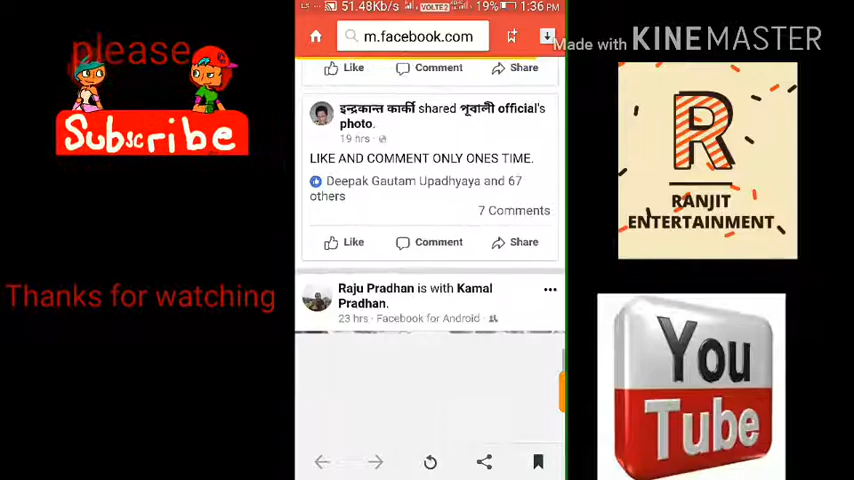 please
Subscribe
Thanks for watching
51.48Kb/s VOLTE 2 19% 1:36 PM
m.facebook.com
Like Comment Share
इन्द्रकान्त कार्की shared পূবালী official's
photo.
19 hrs ·
LIKE AND COMMENT ONLY ONES TIME.
Deepak Gautam Upadhyaya and 67
others
7 Comments
Like Comment Share
Raju Pradhan is with Kamal
Pradhan.
23 hrs · Facebook for Android ·
Made with KINEMASTER
R
RANJIT
ENTERTAINMENT
You
Tube